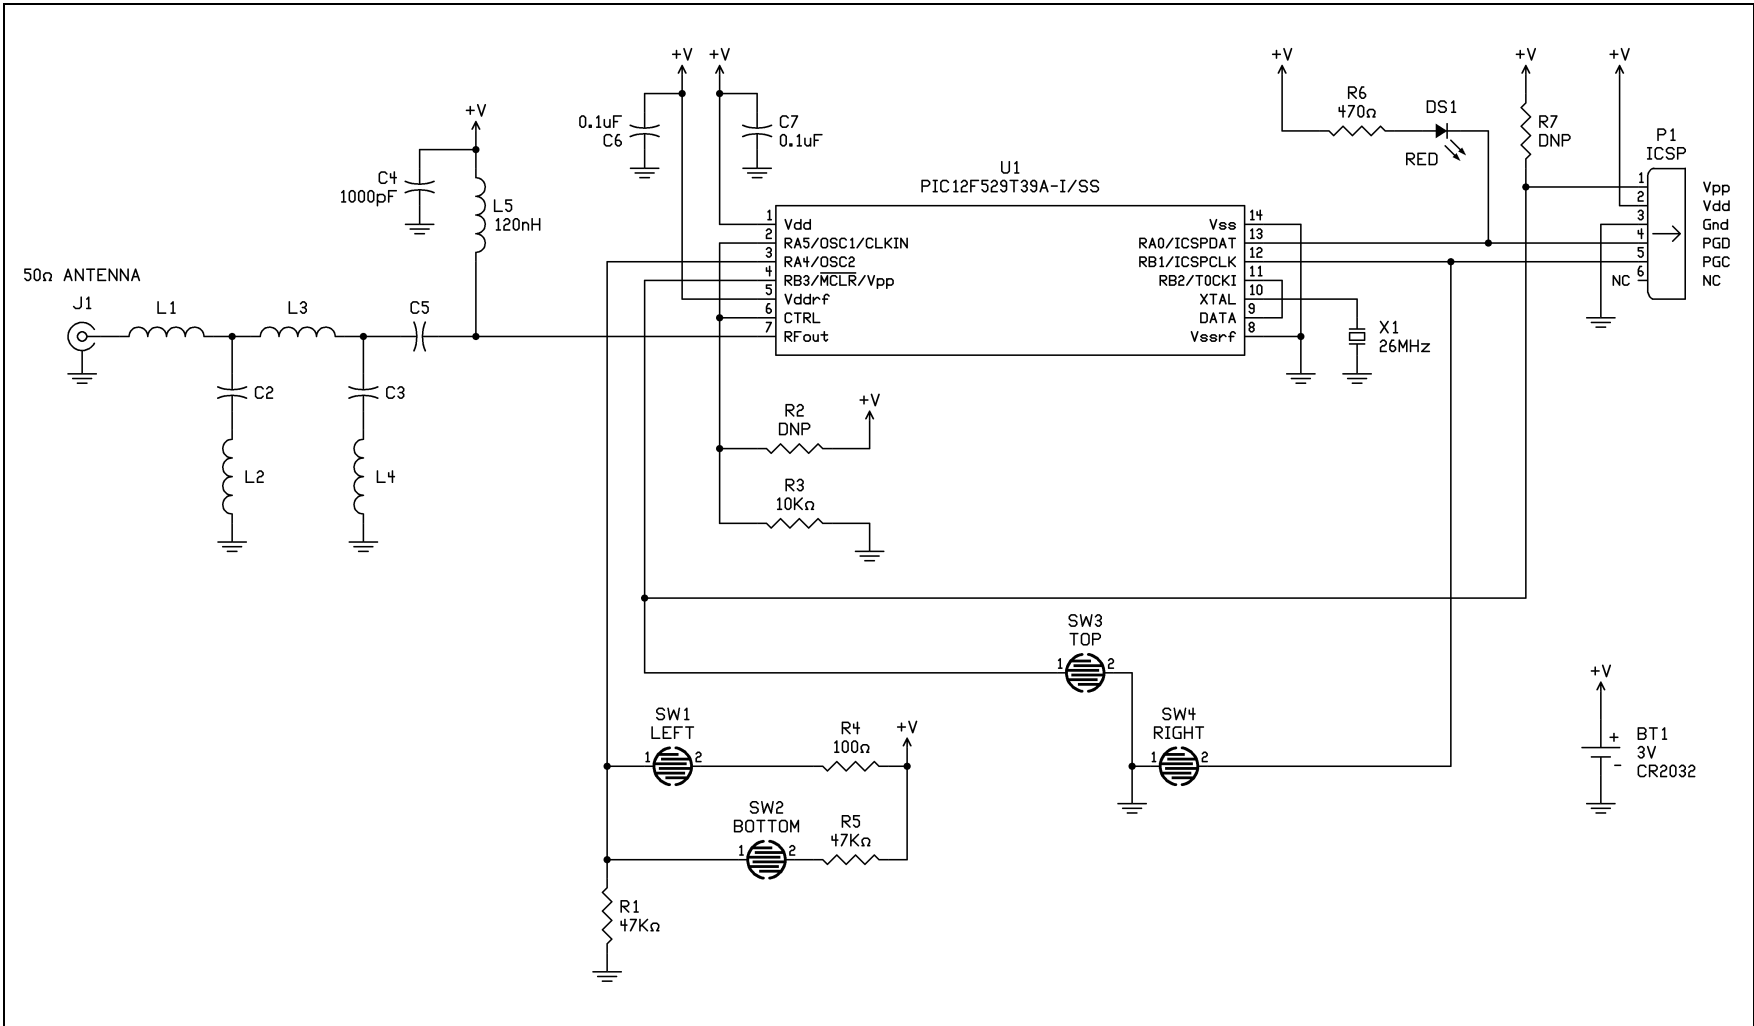 +V
+V
+V
+V
+V
+V
0.1uF
C6
C7
0.1uF
C4
1000pF
L5
120nH
R6
470Ω
DS1
RED
R7
DNP
P1
ICSP
1
2
3
4
5
6
NC
Vpp
Vdd
Gnd
PGD
PGC
NC
U1
PIC12F529T39A-I/SS
1
2
3
4
5
6
7
Vdd
RA5/OSC1/CLKIN
RA4/OSC2
RB3/MCLR/Vpp
Vddrf
CTRL
RFout
Vss
RA0/ICSPDAT
RB1/ICSPCLK
RB2/TOCKI
XTAL
DATA
Vssrf
14
13
12
11
10
9
8
X1
26MHz
50Ω ANTENNA
J1
L1
L3
C5
C2
C3
L2
L4
R2
DNP
+V
R3
10KΩ
SW3
TOP
1 2
SW1
LEFT
1 2
R4
100Ω
+V
SW4
RIGHT
1 2
SW2
BOTTOM
1 2
R5
47KΩ
R1
47KΩ
+V
+
-
BT1
3V
CR2032